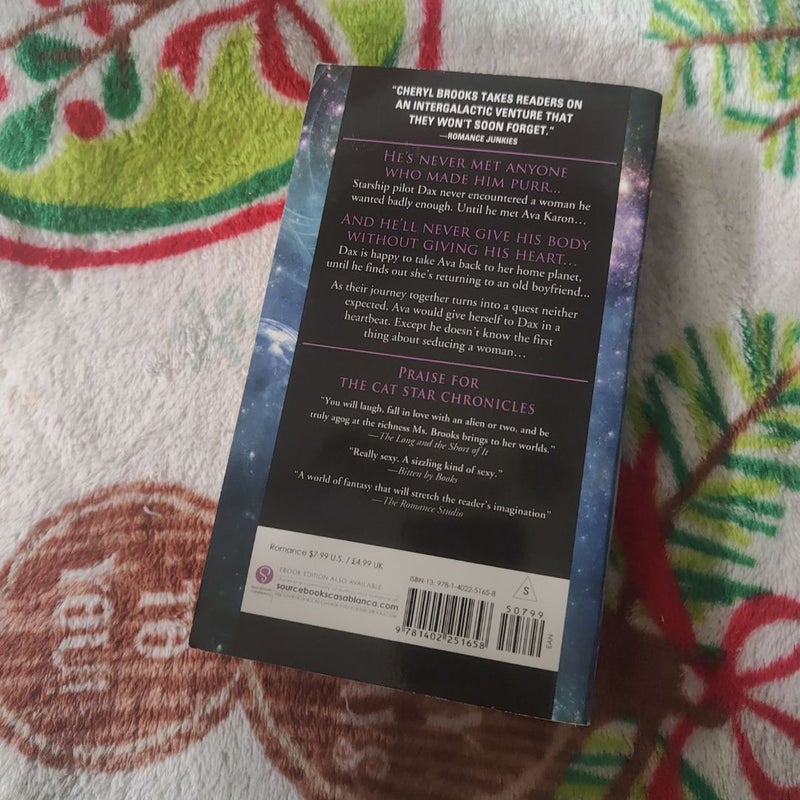 "CHERYL BROOKS TAKES READERS ON
AN INTERGALACTIC VENTURE THAT
THEY WON'T SOON FORGET."
—ROMANCE JUNKIES
HE'S NEVER MET ANYONE
WHO MADE HIM PURR...
Starship pilot Dax never encountered a woman he
wanted badly enough. Until he met Ava Karon...
AND HE'LL NEVER GIVE HIS BODY
WITHOUT GIVING HIS HEART...
Dax is happy to take Ava back to her home planet,
until he finds out she's returning to an old boyfriend...
As their journey together turns into a quest neither
expected, Ava would give herself to Dax in a
heartbeat. Except he doesn't know the first
thing about seducing a woman...
PRAISE FOR
THE CAT STAR CHRONICLES
"You will laugh, fall in love with an alien or two, and be
truly agog at the richness Ms. Brooks brings to her worlds."
—The Long and the Short of It
"Really sexy. A sizzling kind of sexy."
—Bitten by Books
"A world of fantasy that will stretch the reader's imagination"
—The Romance Studio
Romance $7.99 U.S. / £4.99 UK
EBOOK EDITION ALSO AVAILABLE
sourcebookscasablanca.com
ISBN-13: 978-1-4022-5165-8
S
50799
9 781402 251658
EAN
to
your